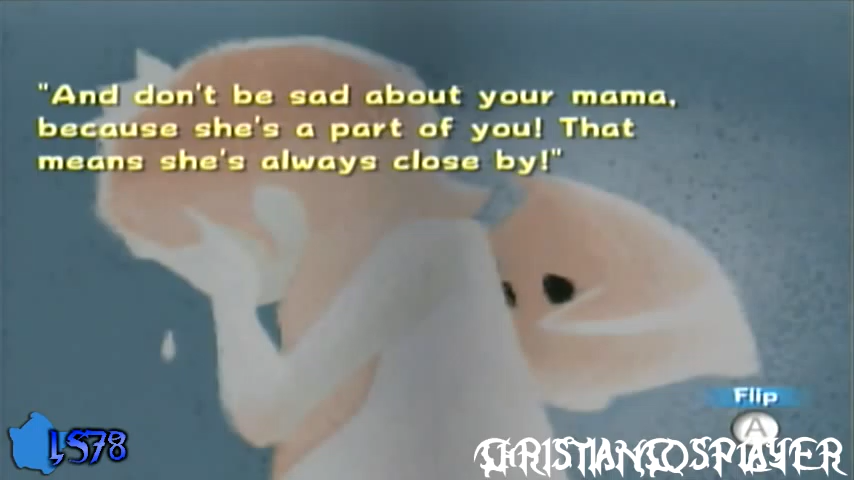 "And don't be sad about your mama,
because she's a part of you! That
means she's always close by!"
Flip
A
LS78
CHRISTIANCOSPLAYER